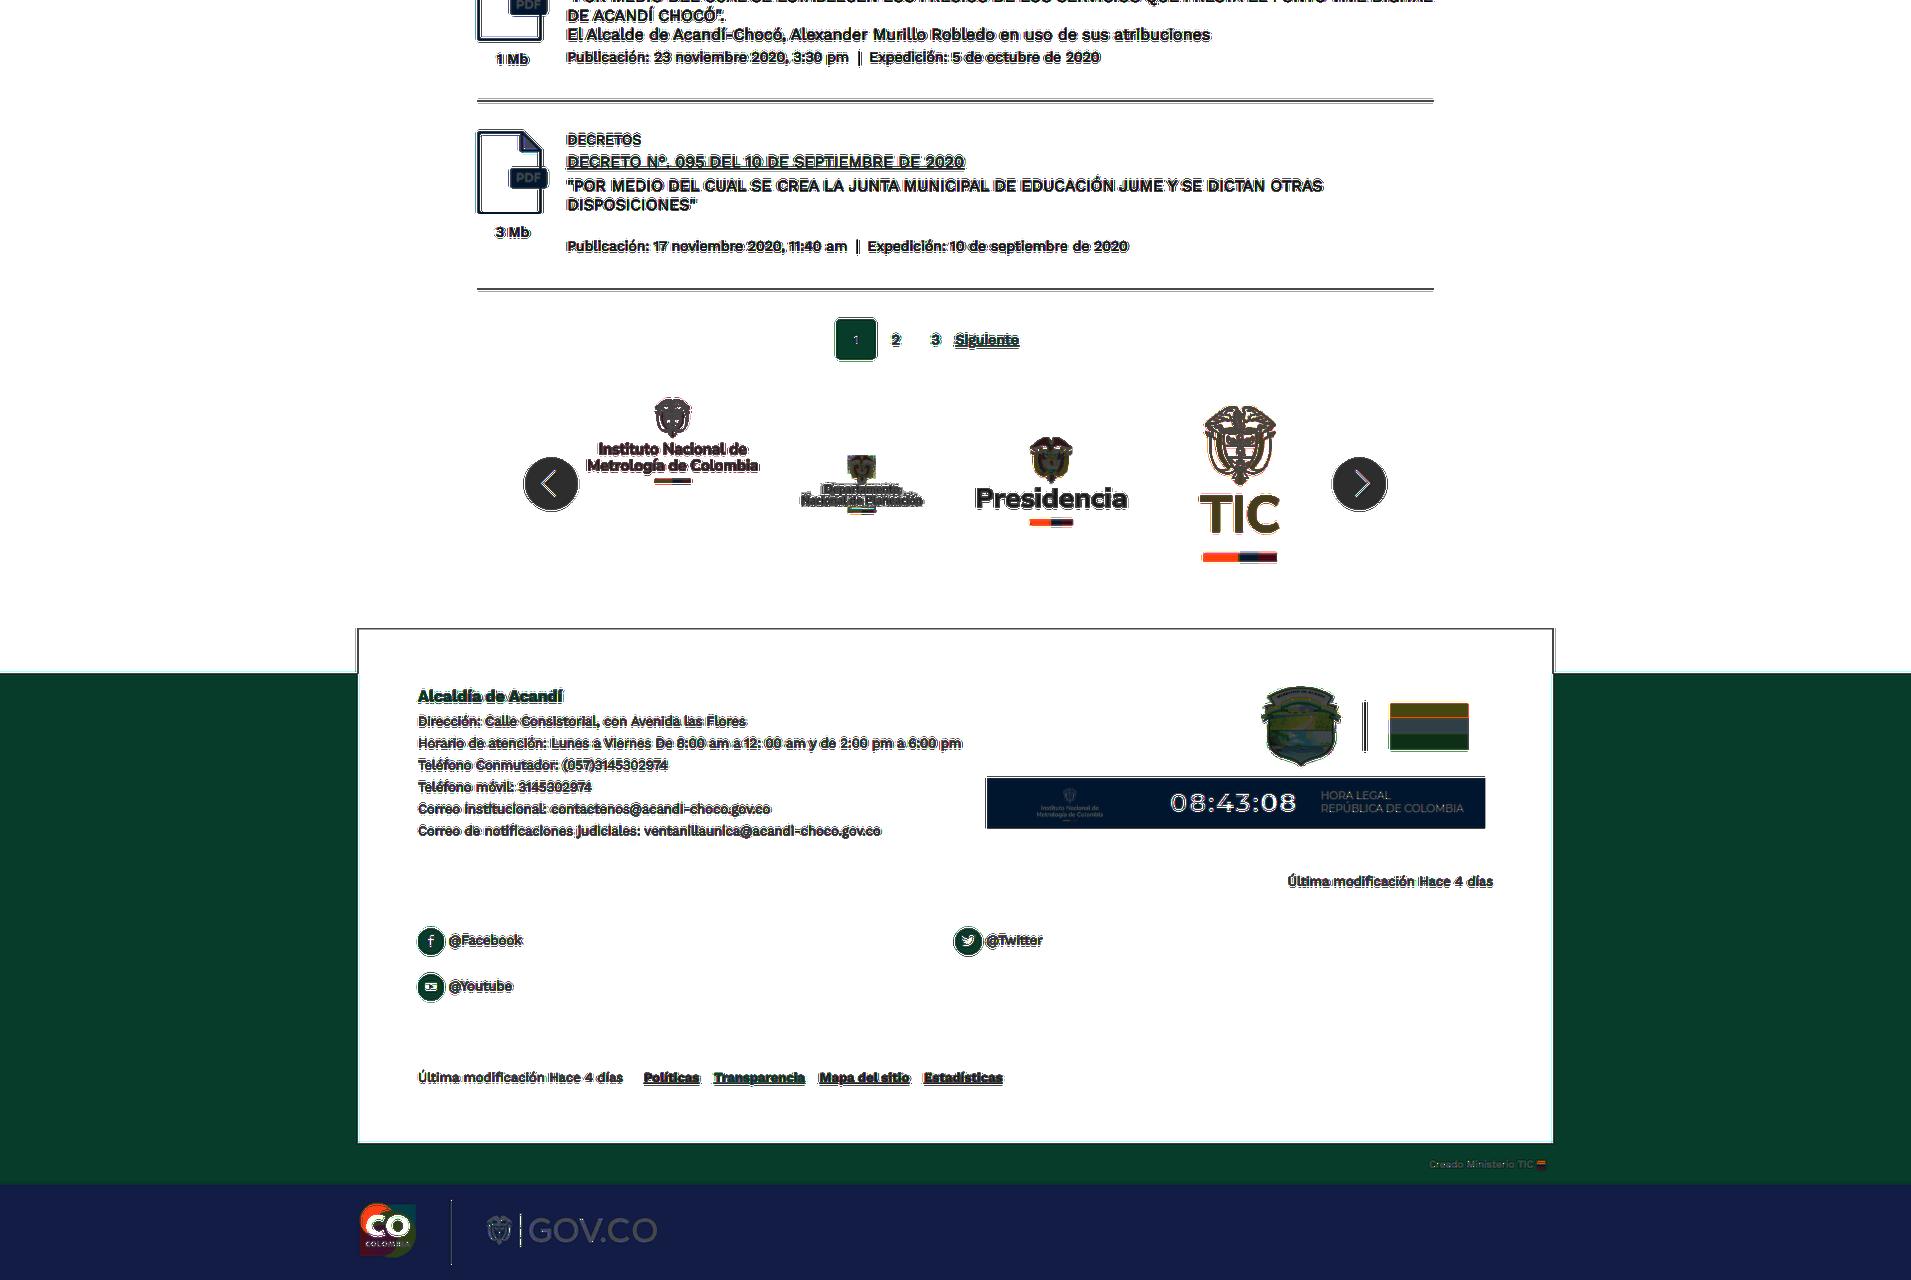 DE ACANDÍ CHOCÓ".
El Alcalde de Acandí-Chocó, Alexander Murillo Robledo en uso de sus atribuciones
PDF
1 Mb
Publicación: 23 noviembre 2020, 3:30 pm | Expedición: 5 de octubre de 2020
DECRETOS
DECRETO N°. 095 DEL 10 DE SEPTIEMBRE DE 2020
PDF
"POR MEDIO DEL CUAL SE CREA LA JUNTA MUNICIPAL DE EDUCACIÓN JUME Y SE DICTAN OTRAS
DISPOSICIONES"
3 Mb
Publicación: 17 noviembre 2020, 11:40 am | Expedición: 10 de septiembre de 2020
1 2 3 Siguiente
Instituto Nacional de
Metrología de Colombia
Departamento
Nacional de Planeación
Presidencia
TIC
Alcaldía de Acandí
Dirección: Calle Consistorial, con Avenida las Flores
Horario de atención: Lunes a Viernes De 8:00 am a 12: 00 am y de 2:00 pm a 6:00 pm
Teléfono Conmutador: (057)3145302974
Teléfono móvil: 3145302974
Correo institucional: contactenos@acandi-choco.gov.co
Correo de notificaciones judiciales: ventanillaunica@acandi-choco.gov.co
Instituto Nacional de
Metrología de Colombia
08:43:08
HORA LEGAL
REPÚBLICA DE COLOMBIA
Última modificación Hace 4 días
@Facebook
@Twitter
@Youtube
Última modificación Hace 4 días Políticas Transparencia Mapa del sitio Estadísticas
Creado Ministerio TIC
CO
COLOMBIA
GOV.CO